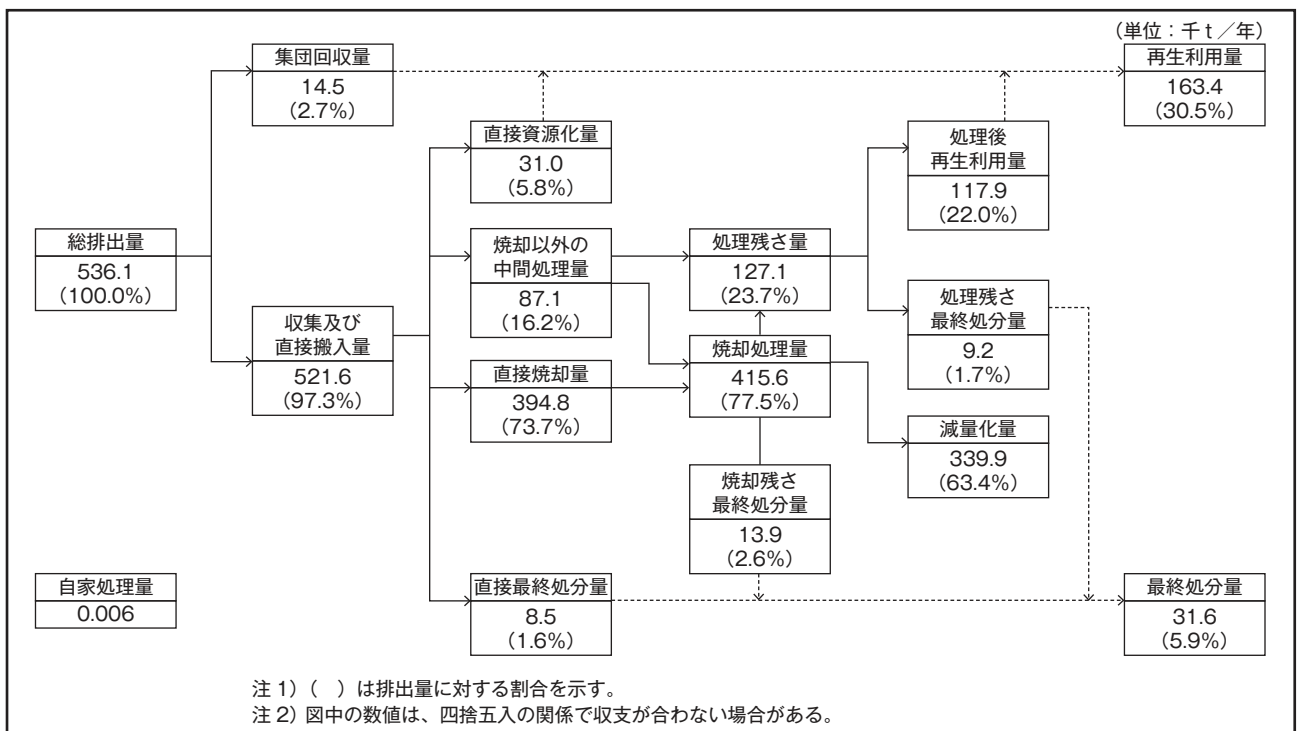 (単位：千t／年)
集団回収量
14.5
(2.7%)
再生利用量
163.4
(30.5%)
直接資源化量
31.0
(5.8%)
処理後
再生利用量
117.9
(22.0%)
総排出量
536.1
(100.0%)
焼却以外の
中間処理量
87.1
(16.2%)
処理残さ量
127.1
(23.7%)
処理残さ
最終処分量
9.2
(1.7%)
収集及び
直接搬入量
521.6
(97.3%)
直接焼却量
394.8
(73.7%)
焼却処理量
415.6
(77.5%)
減量化量
339.9
(63.4%)
焼却残さ
最終処分量
13.9
(2.6%)
自家処理量
0.006
直接最終処分量
8.5
(1.6%)
最終処分量
31.6
(5.9%)
注1)（　）は排出量に対する割合を示す。
注2) 図中の数値は、四捨五入の関係で収支が合わない場合がある。